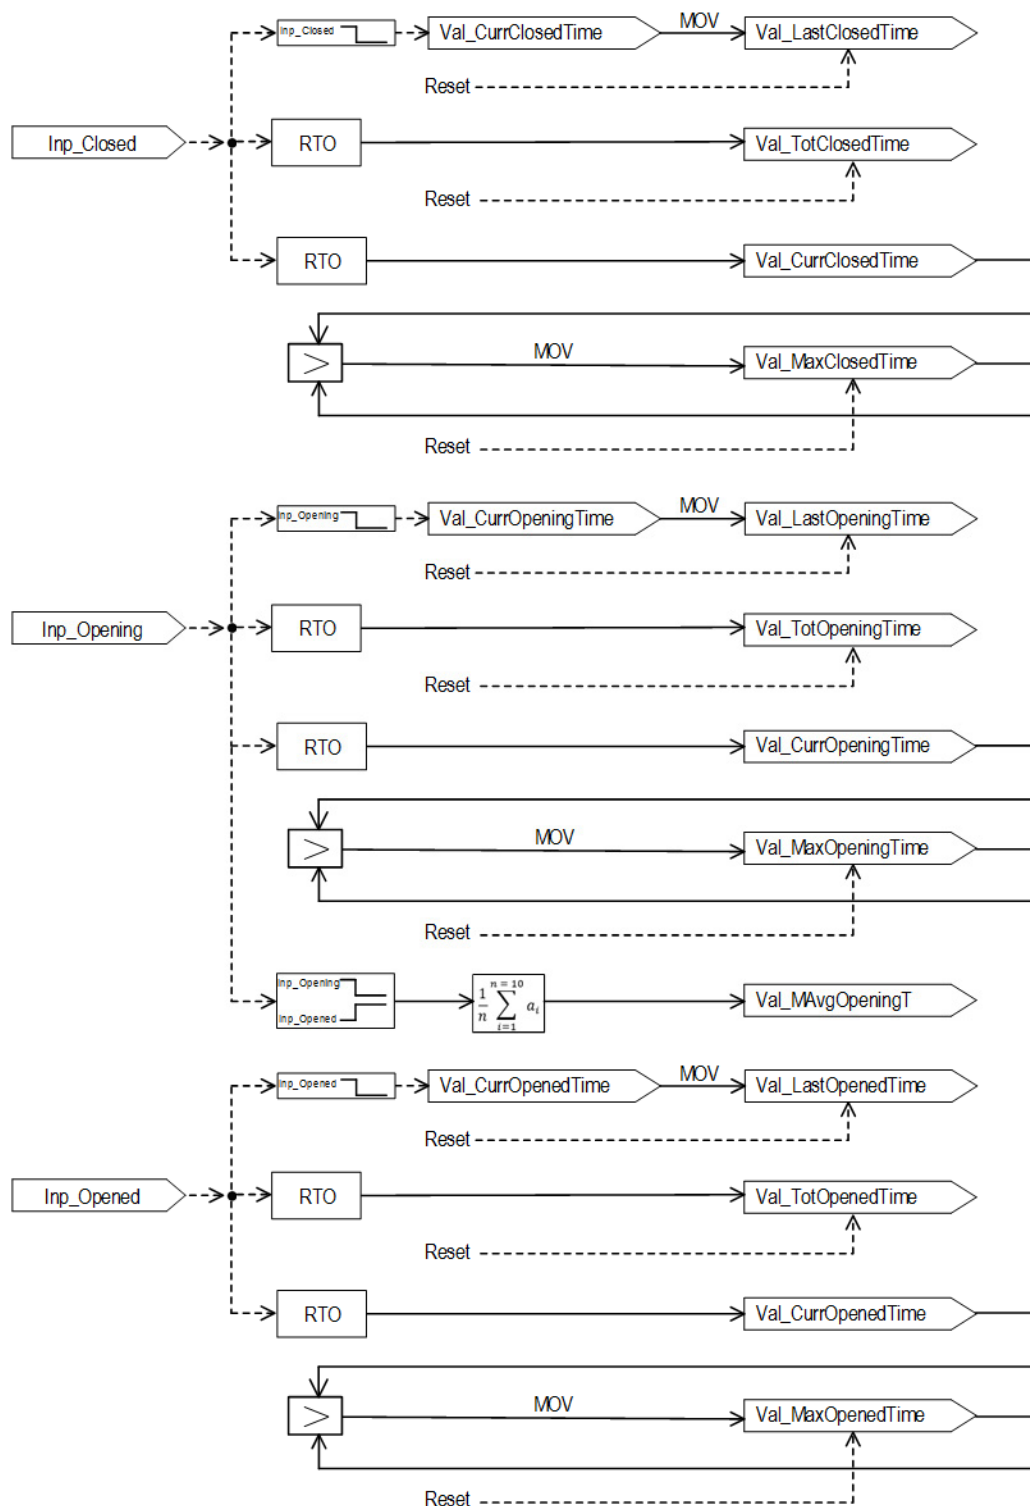 Inp_Closed Val_CurrClosedTime MOV Val_LastClosedTime
Reset
Inp_Closed RTO Val_TotClosedTime
Reset
RTO Val_CurrClosedTime
> MOV Val_MaxClosedTime
Reset
Inp_Opening Val_CurrOpeningTime MOV Val_LastOpeningTime
Reset
Inp_Opening RTO Val_TotOpeningTime
Reset
RTO Val_CurrOpeningTime
> MOV Val_MaxOpeningTime
Reset
Inp_Opening
Inp_Opened
1/n ∑ n = 10 i=1 aᵢ
Val_MAvgOpeningT
Inp_Opened Val_CurrOpenedTime MOV Val_LastOpenedTime
Reset
Inp_Opened RTO Val_TotOpenedTime
Reset
RTO Val_CurrOpenedTime
> MOV Val_MaxOpenedTime
Reset